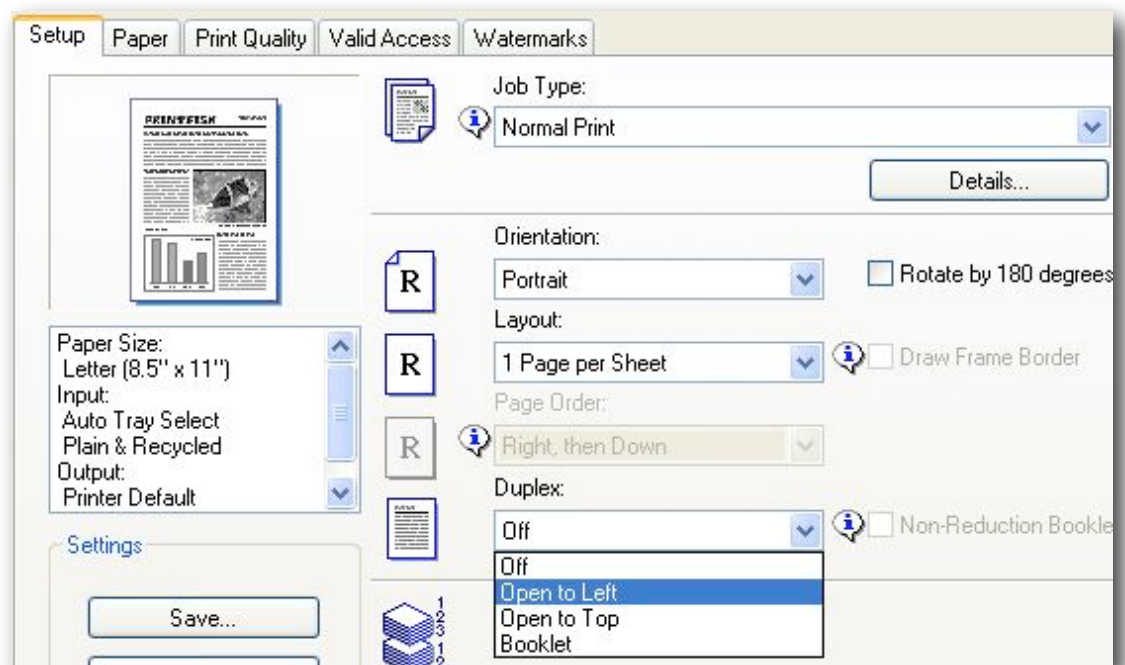 Setup
Paper
Print Quality
Valid Access
Watermarks
PRINTFISH
Job Type:
Normal Print
Details...
Orientation:
R
Portrait
Rotate by 180 degrees
Layout:
R
1 Page per Sheet
Draw Frame Border
Page Order:
R
Right, then Down
Duplex:
Off
Non-Reduction Bookle
Off
Open to Left
Open to Top
Booklet
1
2
3
1
2
Paper Size:
Letter (8.5" x 11")
Input:
Auto Tray Select
Plain & Recycled
Output:
Printer Default
Settings
Save...